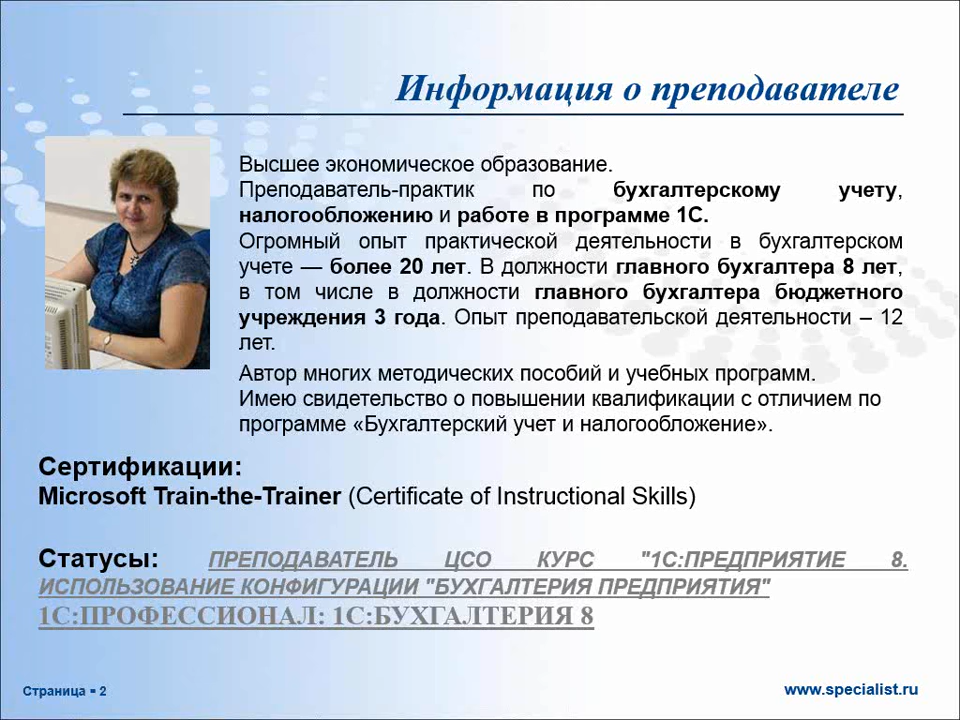 Информация о преподавателе
Высшее экономическое образование.
Преподаватель-практик по бухгалтерскому учету,
налогообложению и работе в программе 1С.
Огромный опыт практической деятельности в бухгалтерском
учете — более 20 лет. В должности главного бухгалтера 8 лет,
в том числе в должности главного бухгалтера бюджетного
учреждения 3 года. Опыт преподавательской деятельности – 12
лет.
Автор многих методических пособий и учебных программ.
Имею свидетельство о повышении квалификации с отличием по
программе «Бухгалтерский учет и налогообложение».
Сертификации:
Microsoft Train-the-Trainer (Certificate of Instructional Skills)
Статусы: ПРЕПОДАВАТЕЛЬ ЦСО КУРС "1С:ПРЕДПРИЯТИЕ 8.
ИСПОЛЬЗОВАНИЕ КОНФИГУРАЦИИ "БУХГАЛТЕРИЯ ПРЕДПРИЯТИЯ"
1С:ПРОФЕССИОНАЛ: 1С:БУХГАЛТЕРИЯ 8
Страница ▪ 2
www.specialist.ru